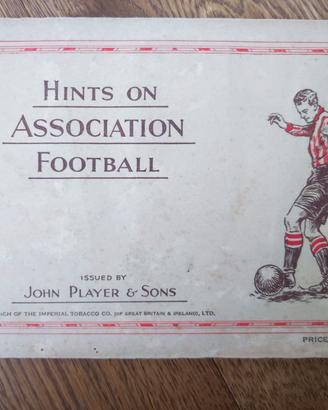 HINTS ON
ASSOCIATION
FOOTBALL
ISSUED BY
JOHN PLAYER & SONS
OF THE IMPERIAL TOBACCO CO. (OF GREAT BRITAIN & IRELAND), LTD.
PRICE